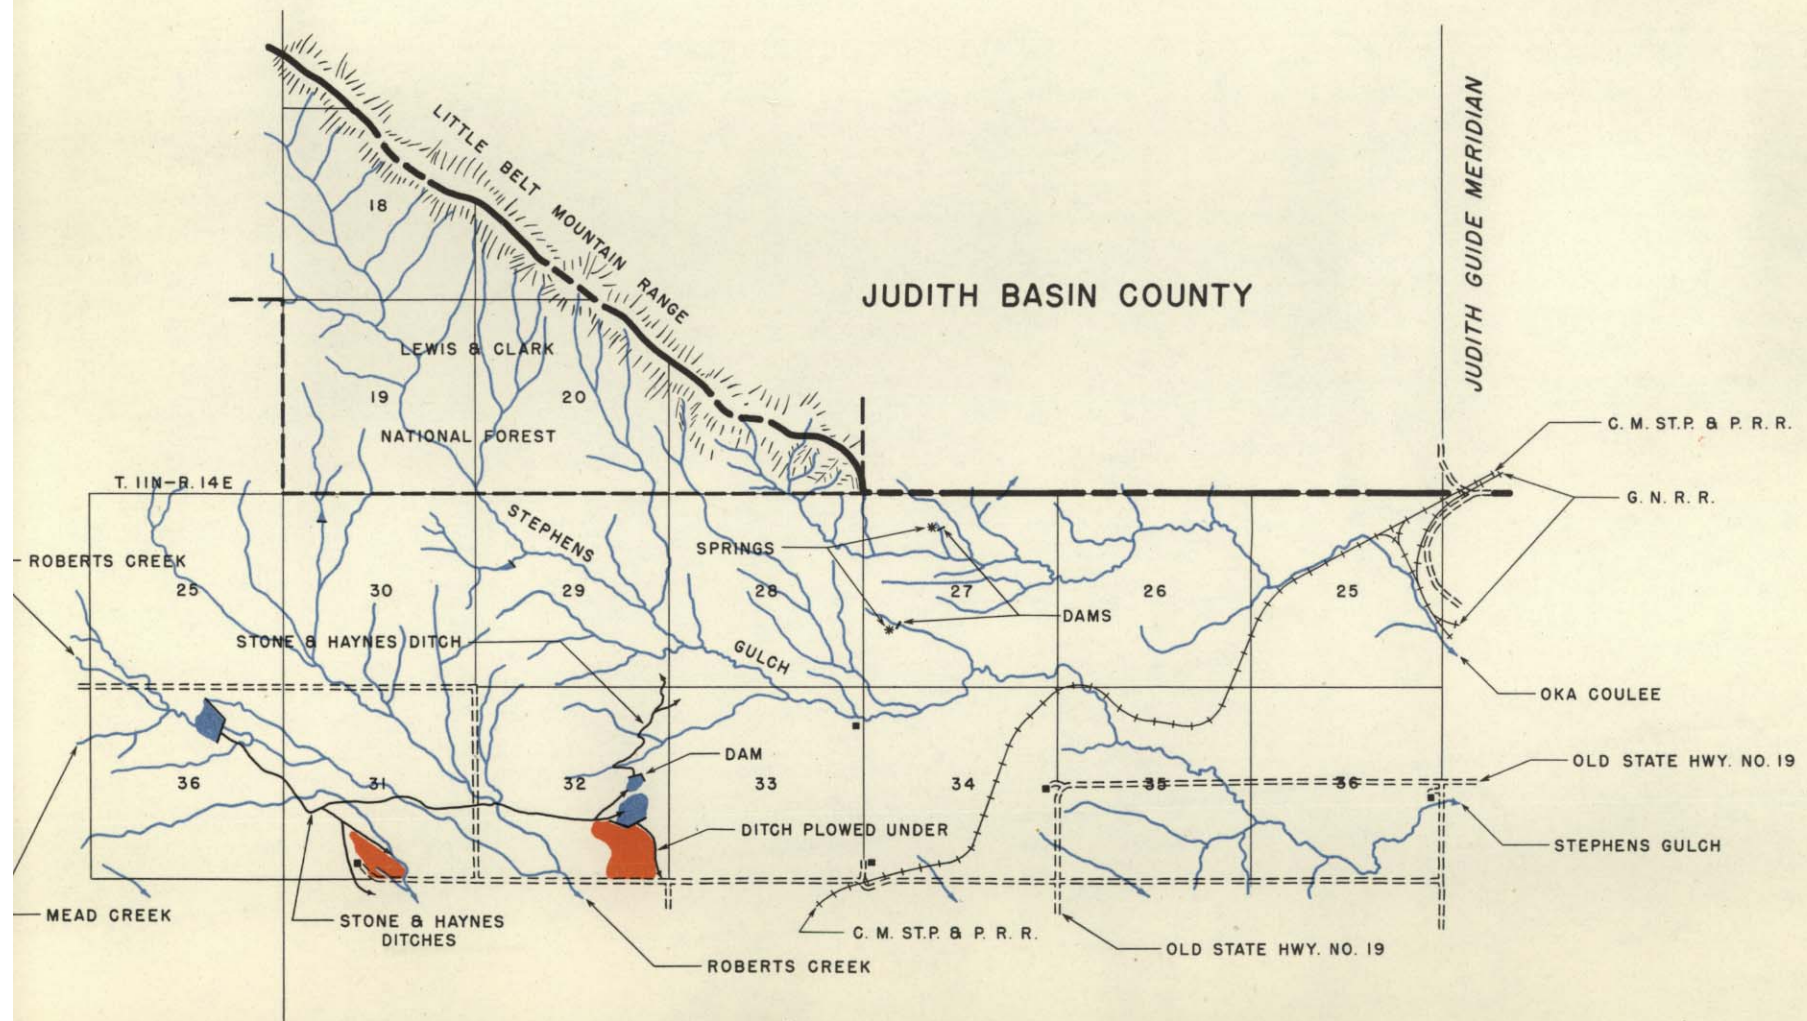 LITTLE BELT MOUNTAIN RANGE
JUDITH GUIDE MERIDIAN
18
JUDITH BASIN COUNTY
LEWIS & CLARK
19
20
NATIONAL FOREST
C. M. ST.P. & P. R. R.
T. 11N-R. 14E
G. N. R. R.
STEPHENS
SPRINGS
ROBERTS CREEK
25
30
29
28
27
26
25
DAMS
STONE & HAYNES DITCH
GULCH
OKA COULEE
DAM
OLD STATE HWY. NO. 19
36
31
32
33
34
35
36
DITCH PLOWED UNDER
STEPHENS GULCH
MEAD CREEK
STONE & HAYNES
DITCHES
C. M. ST.P. & P. R. R.
OLD STATE HWY. NO. 19
ROBERTS CREEK